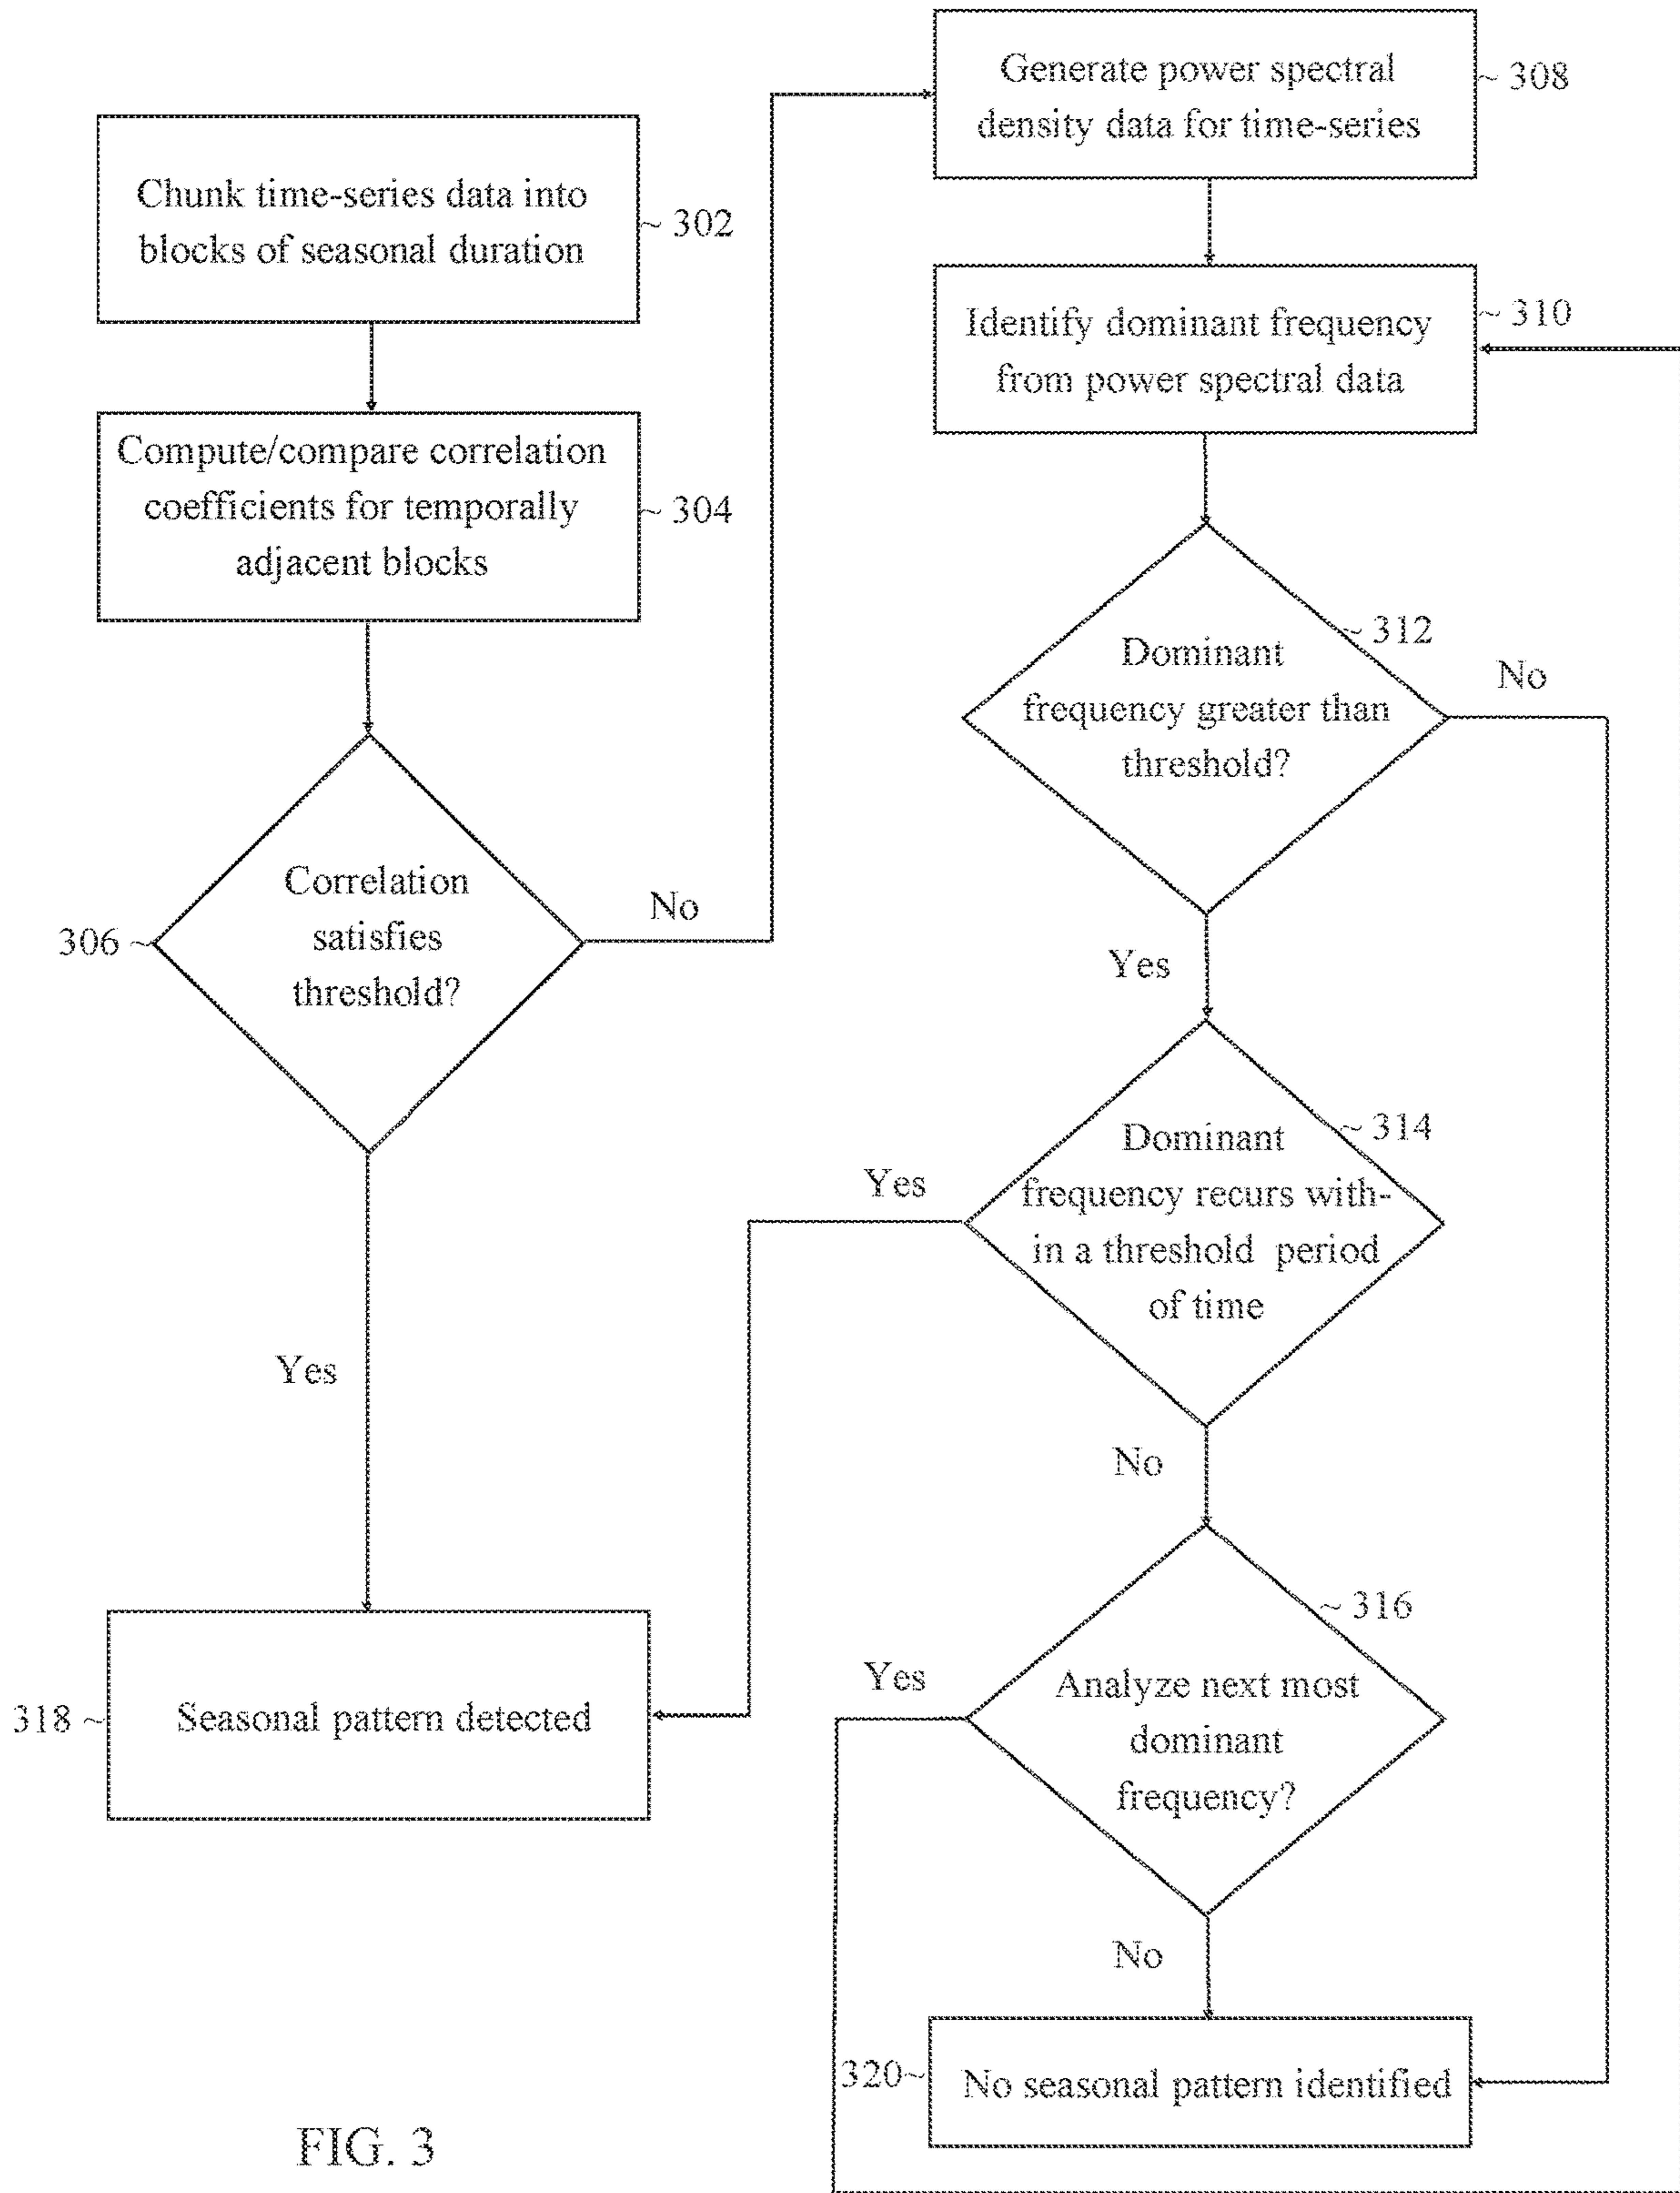 Chunk time-series data into
blocks of seasonal duration
~ 302
Compute/compare correlation
coefficients for temporally
adjacent blocks
~ 304
Correlation
satisfies
threshold?
306 ~
No
Yes
Seasonal pattern detected
318 ~
Generate power spectral
density data for time-series
~ 308
Identify dominant frequency
from power spectral data
~ 310
Dominant
frequency greater than
threshold?
~ 312
No
Yes
Dominant
frequency recurs with-
in a threshold period
of time
~ 314
Yes
No
Analyze next most
dominant
frequency?
~ 316
Yes
No
320~
No seasonal pattern identified
FIG. 3